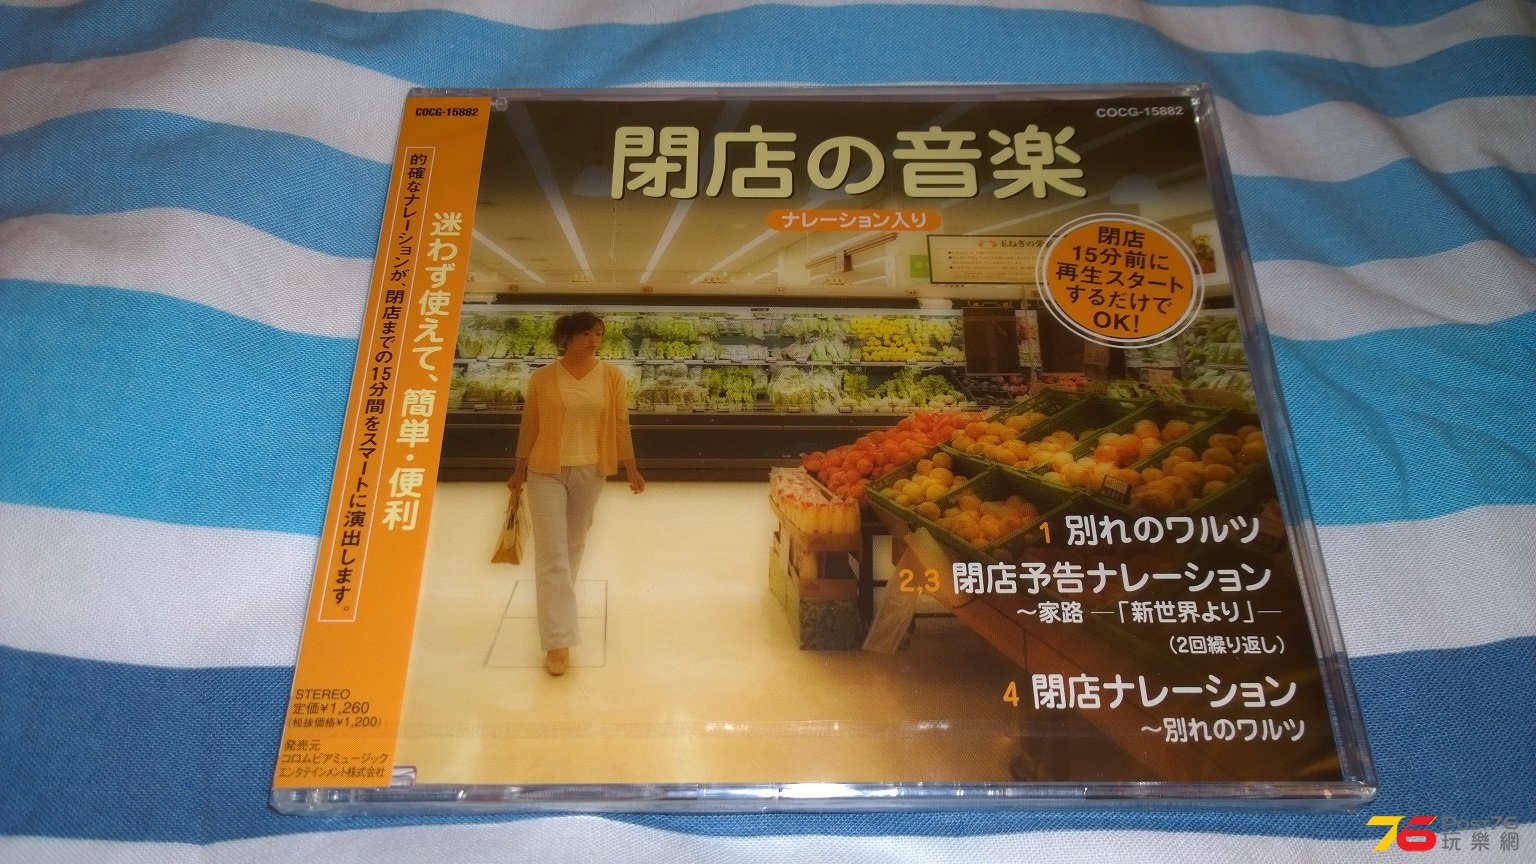 COCG-15882
的確なナレーションが、閉店までの15分間をスマートに演出します。
迷わず使えて、簡単・便利
STEREO
定価¥1,260
(税抜価格¥1,200)
発売元
コロムビアミュージック
エンタテインメント株式会社
COCG-15882
閉店の音楽
ナレーション入り
閉店
15分前に
再生スタート
するだけで
OK!
玉ねぎの栄
1 別れのワルツ
2,3 閉店予告ナレーション
〜家路 ―「新世界より」―
(2回繰り返し)
4 閉店ナレーション
〜別れのワルツ
76 Post76
玩樂網